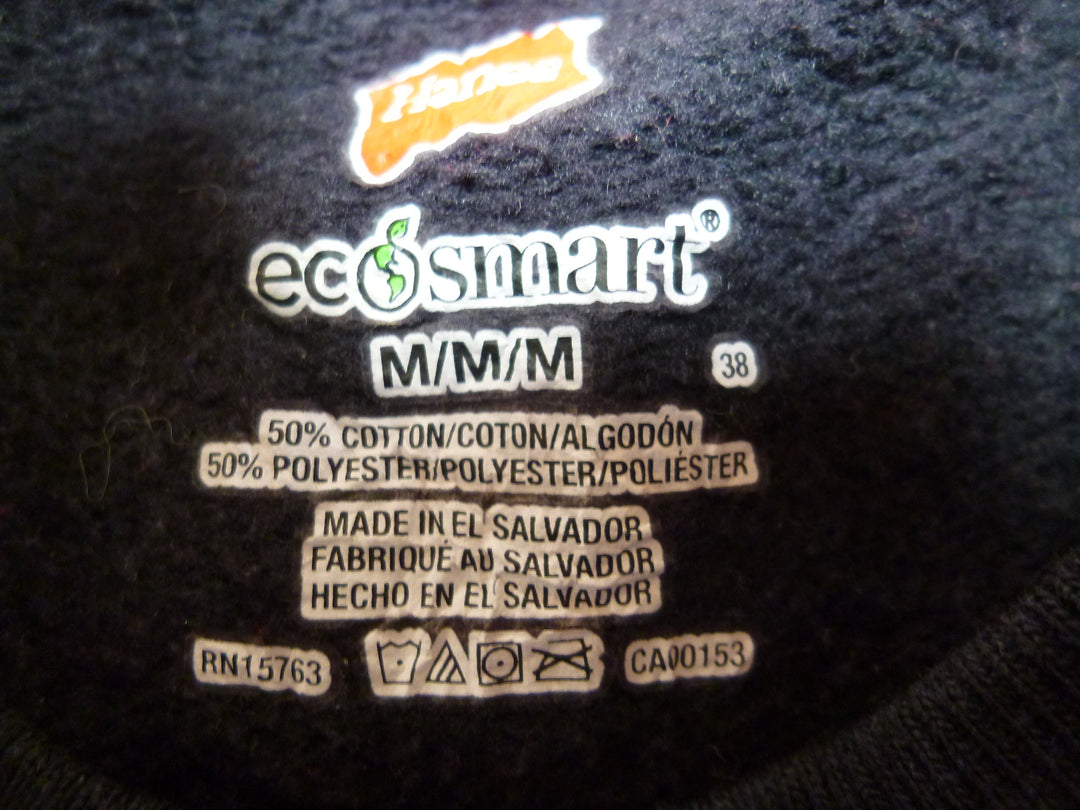 Hanes
ecosmart®
M/M/M 38
50% COTTON/COTON/ALGODÓN
50% POLYESTER/POLYESTER/POLIÉSTER
MADE IN EL SALVADOR
FABRIQUÉ AU SALVADOR
HECHO EN EL SALVADOR
RN15763 CA00153